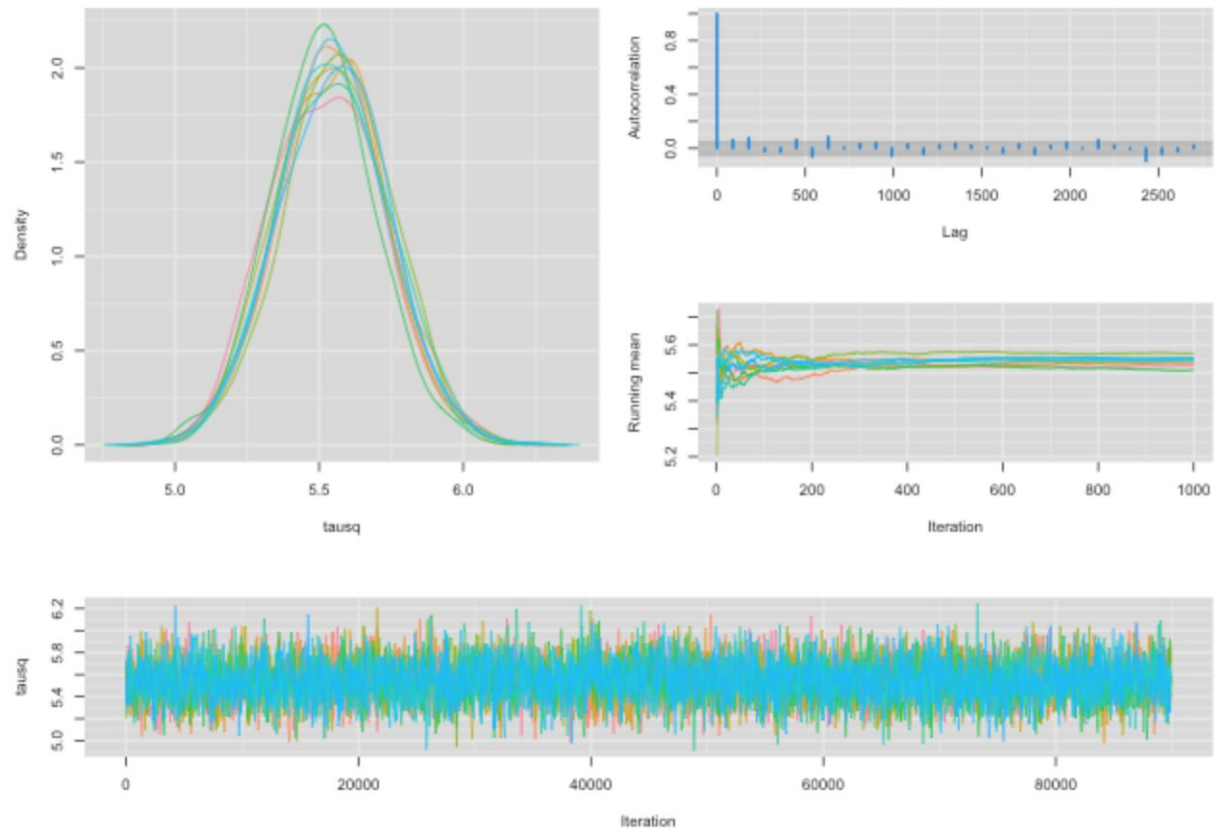 Density
2.0
1.5
1.0
0.5
0.0
5.0 5.5 6.0
tausq
Autocorrelation
0.8
0.4
0.0
0 500 1000 1500 2000 2500
Lag
Running mean
5.6
5.4
5.2
0 200 400 600 800 1000
Iteration
tausq
6.2
5.8
5.4
5.0
0 20000 40000 60000 80000
Iteration